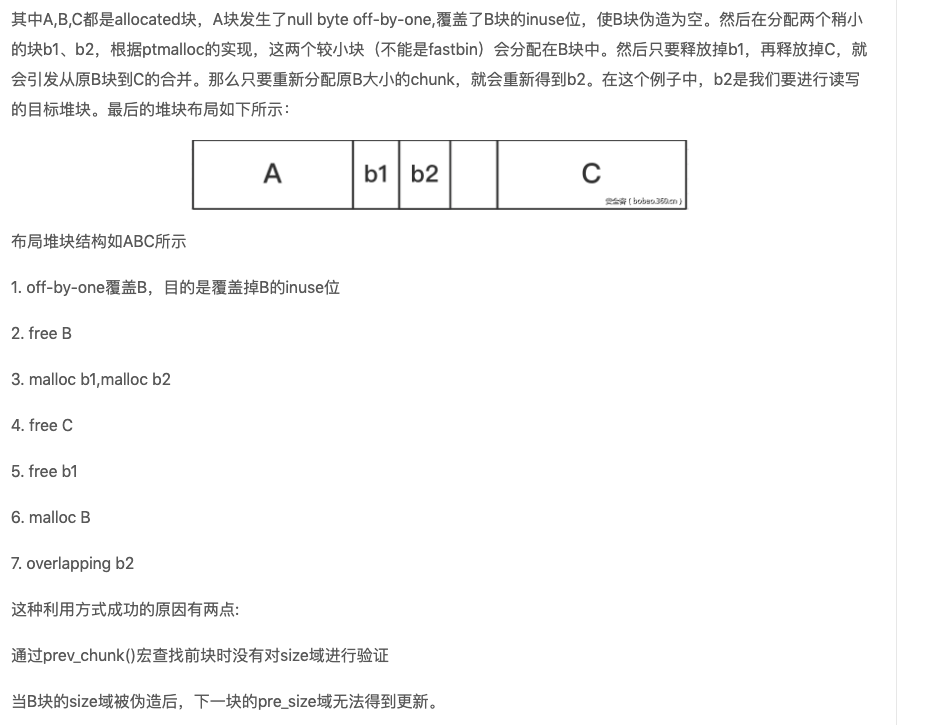 其中A,B,C都是allocated块，A块发生了null byte off-by-one,覆盖了B块的inuse位，使B块伪造为空。然后在分配两个稍小
的块b1、b2，根据ptmalloc的实现，这两个较小块（不能是fastbin）会分配在B块中。然后只要释放掉b1，再释放掉C，就
会引发从原B块到C的合并。那么只要重新分配原B大小的chunk，就会重新得到b2。在这个例子中，b2是我们要进行读写
的目标堆块。最后的堆块布局如下所示：
A b1 b2 C
安全客 ( bobao.360.cn )
布局堆块结构如ABC所示
1. off-by-one覆盖B，目的是覆盖掉B的inuse位
2. free B
3. malloc b1,malloc b2
4. free C
5. free b1
6. malloc B
7. overlapping b2
这种利用方式成功的原因有两点:
通过prev_chunk()宏查找前块时没有对size域进行验证
当B块的size域被伪造后，下一块的pre_size域无法得到更新。